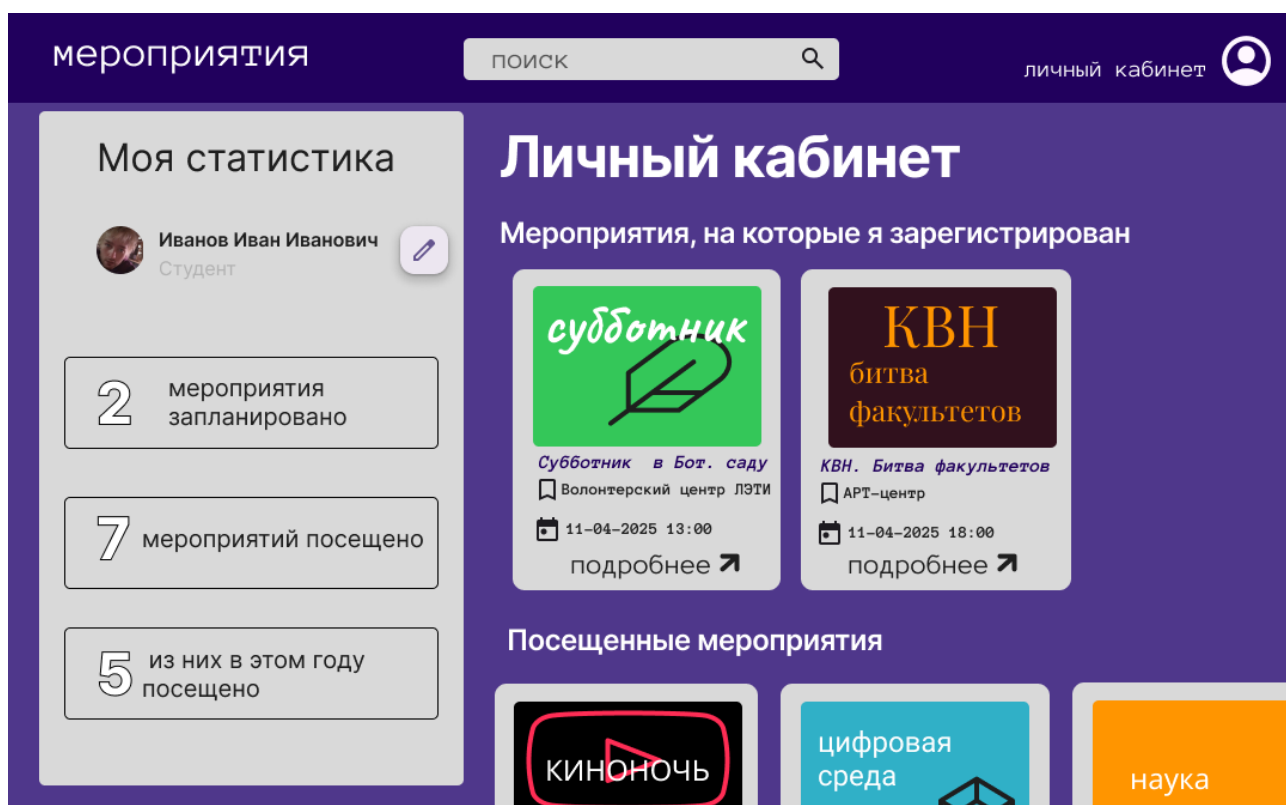 мероприятия
поиск
личный кабинет
Моя статистика
Иванов Иван Иванович
Студент
2 мероприятия
запланировано
7 мероприятий посещено
5 из них в этом году
посещено
Личный кабинет
Мероприятия, на которые я зарегистрирован
субботник
Субботник в Бот. саду
Волонтерский центр ЛЭТИ
11-04-2025 13:00
подробнее
КВН
битва
факультетов
КВН. Битва факультетов
АРТ-центр
11-04-2025 18:00
подробнее
Посещенные мероприятия
КИНОНОЧЬ
цифровая
среда
наука